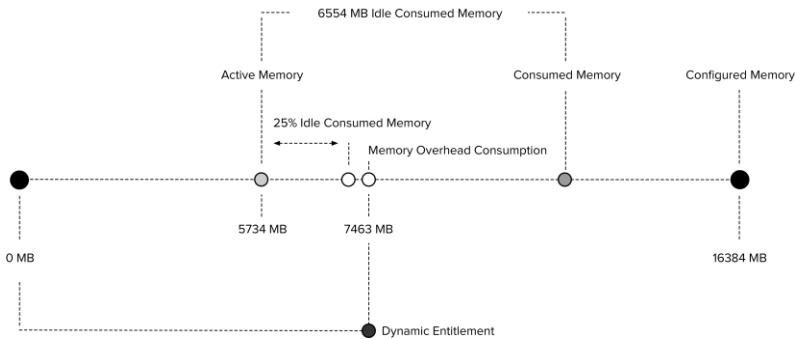 6554 MB Idle Consumed Memory
Active Memory
Consumed Memory
Configured Memory
25% Idle Consumed Memory
Memory Overhead Consumption
5734 MB
7463 MB
0 MB
16384 MB
Dynamic Entitlement